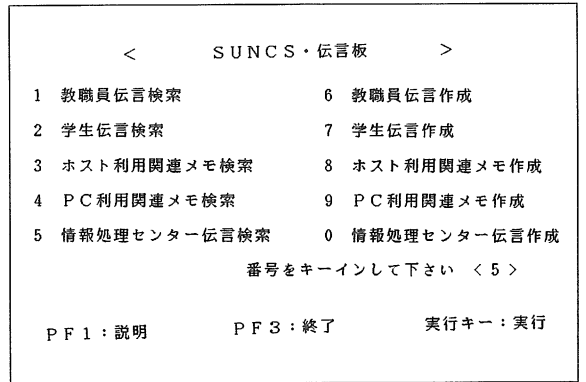 ＜　ＳＵＮＣＳ・伝言板　＞
1 教職員伝言検索　6 教職員伝言作成
2 学生伝言検索　7 学生伝言作成
3 ホスト利用関連メモ検索　8 ホスト利用関連メモ作成
4 ＰＣ利用関連メモ検索　9 ＰＣ利用関連メモ作成
5 情報処理センター伝言検索　0 情報処理センター伝言作成
番号をキーインして下さい ＜５＞
ＰＦ１：説明　ＰＦ３：終了　実行キー：実行